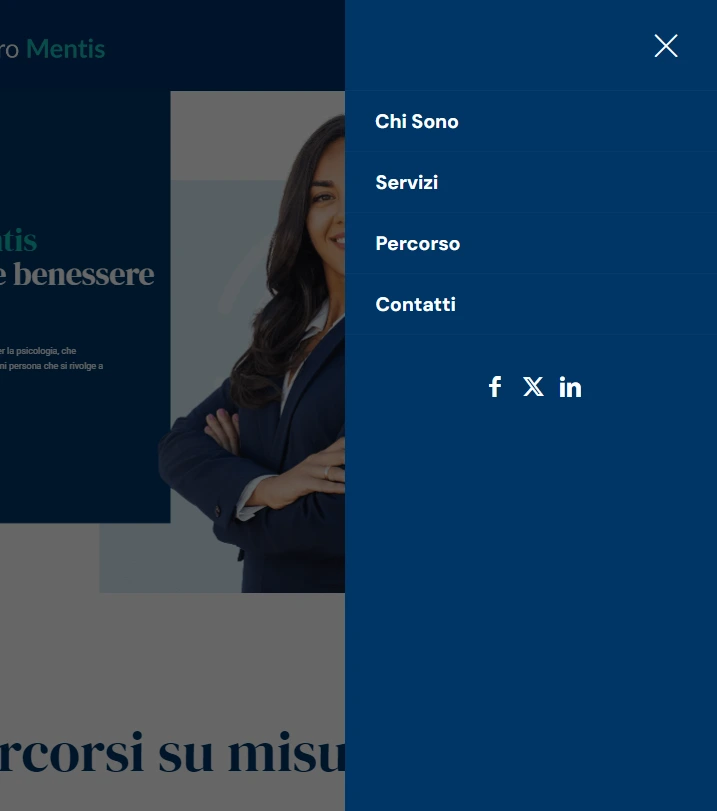 ro Mentis
Chi Sono
Servizi
Percorso
Contatti
ntis
e benessere
er la psicologia, che
ni persona che si rivolge a
rcorsi su misu